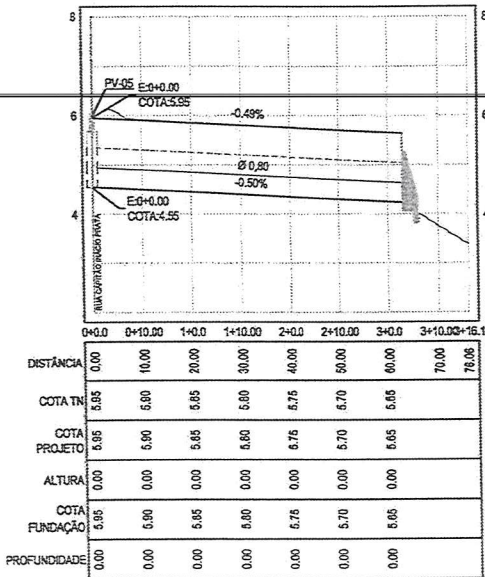 8 8
PV-05 E:0+0.00
COTA:5.95
-0.49%
6 6
Ø 0,80
-0.50%
E:0+0.00
COTA:4.55
4 4
RUA CAPITÃO INÁCIO PRATA
0+0.0 0+10.00 1+0.0 1+10.00 2+0.0 2+10.00 3+0.0 3+10.00 3+16.1
DISTÂNCIA 0.00 10.00 20.00 30.00 40.00 50.00 60.00 70.00 76.06
COTA TN 5.95 5.90 5.85 5.80 5.75 5.70 5.65
COTA
PROJETO 5.95 5.90 5.85 5.80 5.75 5.70 5.65
ALTURA 0.00 0.00 0.00 0.00 0.00 0.00 0.00
COTA
FUNDAÇÃO 5.95 5.90 5.85 5.80 5.75 5.70 5.65
PROFUNDIDADE 0.00 0.00 0.00 0.00 0.00 0.00 0.00